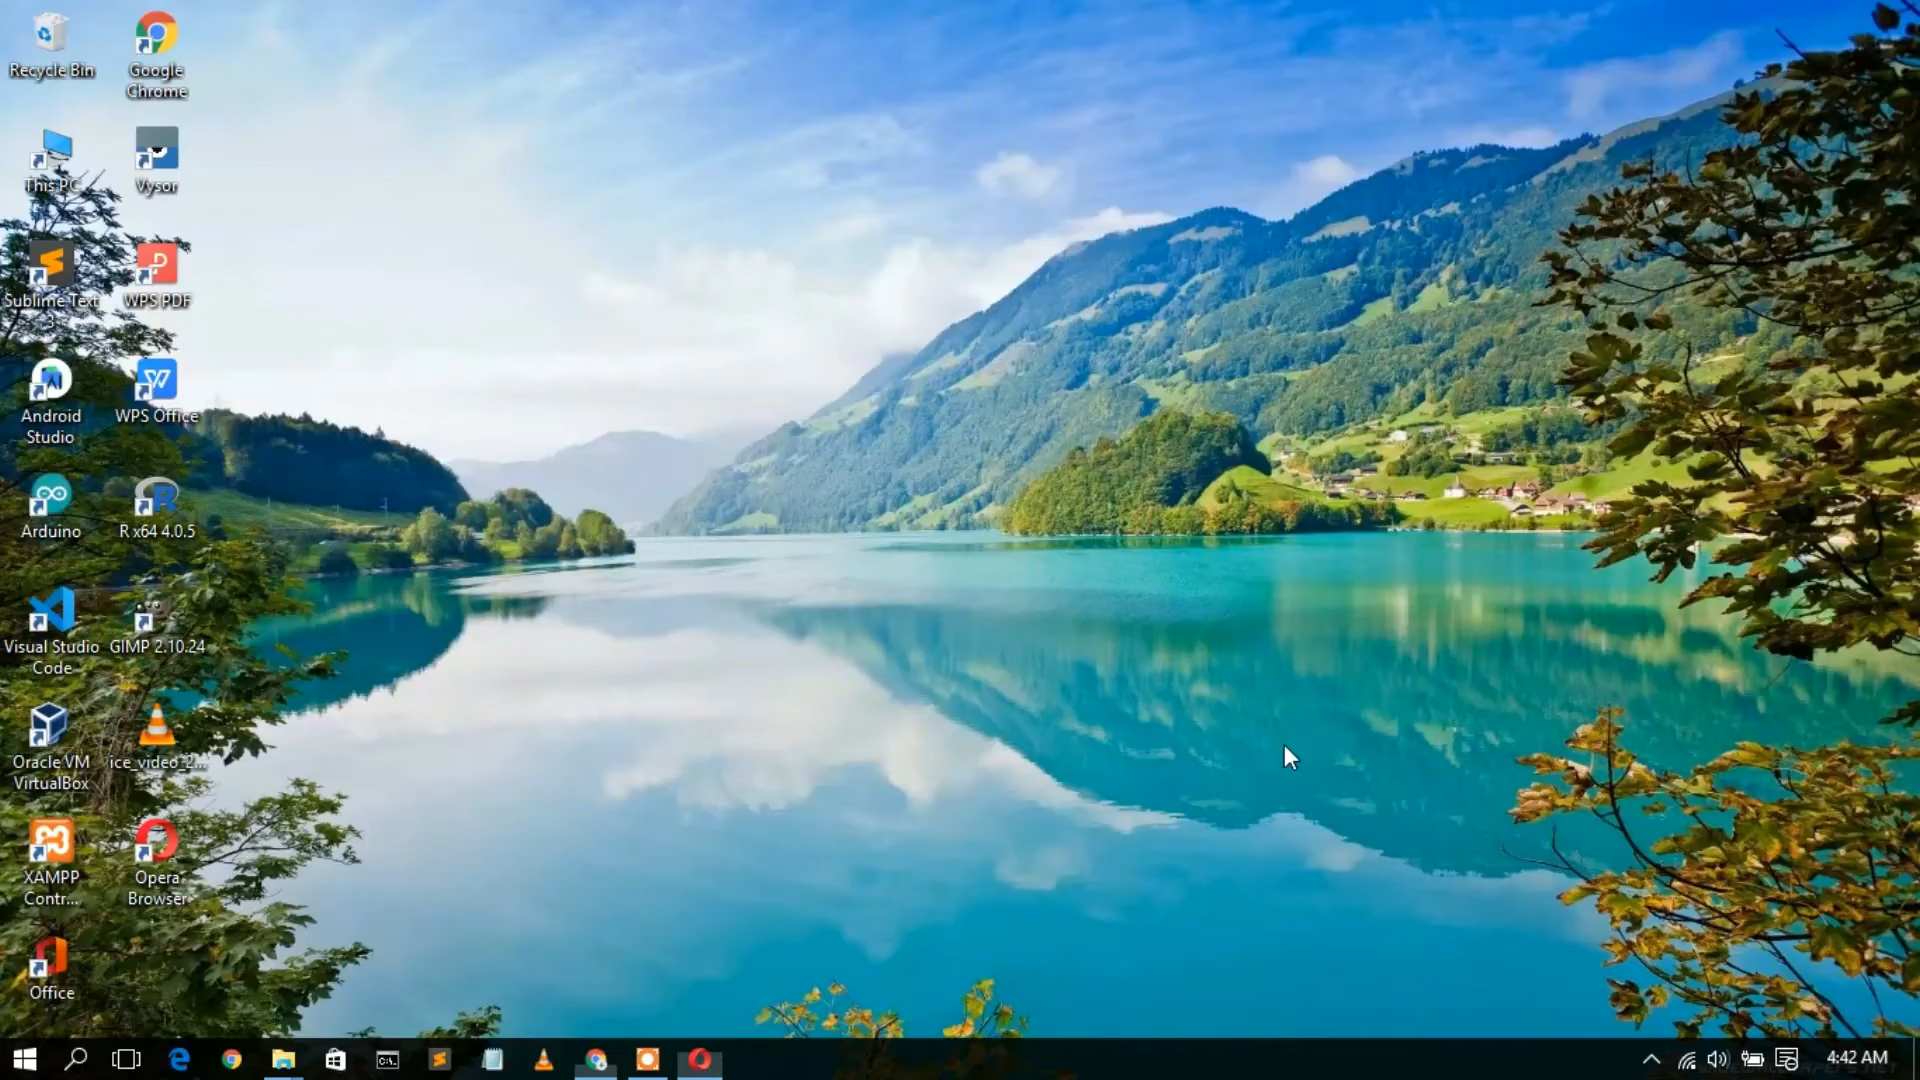 Recycle Bin
Google
Chrome
This PC
Vysor
Sublime Text
3
WPS PDF
Android
Studio
WPS Office
Arduino
R x64 4.0.5
Visual Studio
Code
GIMP 2.10.24
Oracle VM
VirtualBox
ice_video_2...
XAMPP
Contr...
Opera
Browser
Office
4:42 AM